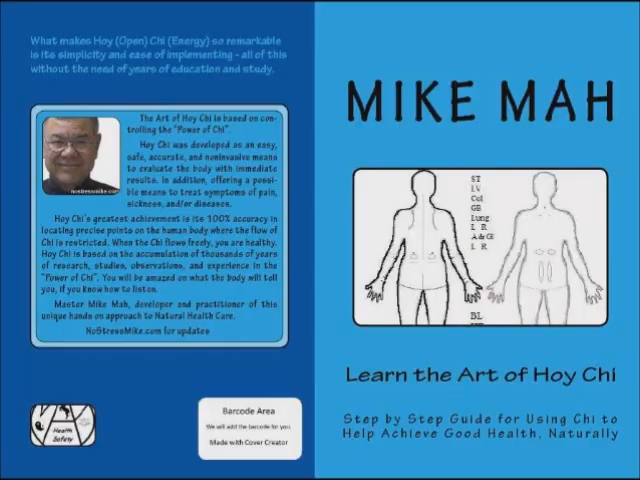 What makes Hoy (Open) Chi (Energy) so remarkable
is its simplicity and ease of implementing - all of this
without the need of years of education and study.
nostressmike.com
The Art of Hoy Chi is based on con-
trolling the "Power of Chi".
Hoy Chi was developed as an easy,
safe, accurate, and noninvasive means
to evaluate the body with immediate
results. In addition, offering a possi-
ble means to treat symptoms of pain,
sickness, and/or diseases.
Hoy Chi's greatest achievement is its 100% accuracy in
locating precise points on the human body where the flow of
Chi is restricted. When the Chi flows freely, you are healthy.
Hoy Chi is based on the accumulation of thousands of years
of research, studies, observations, and experience in the
"Power of Chi". You will be amazed on what the body will tell
you, if you know how to listen.
Master Mike Mah, developer and practitioner of this
unique hands on approach to Natural Health Care.
NoStressMike.com for updates
Health
Safety
Barcode Area
We will add the barcode for you.
Made with Cover Creator
MIKE MAH
ST
LV
Col
GB
Lung
L R
A & G
L R
BL
Learn the Art of Hoy Chi
Step by Step Guide for Using Chi to
Help Achieve Good Health, Naturally